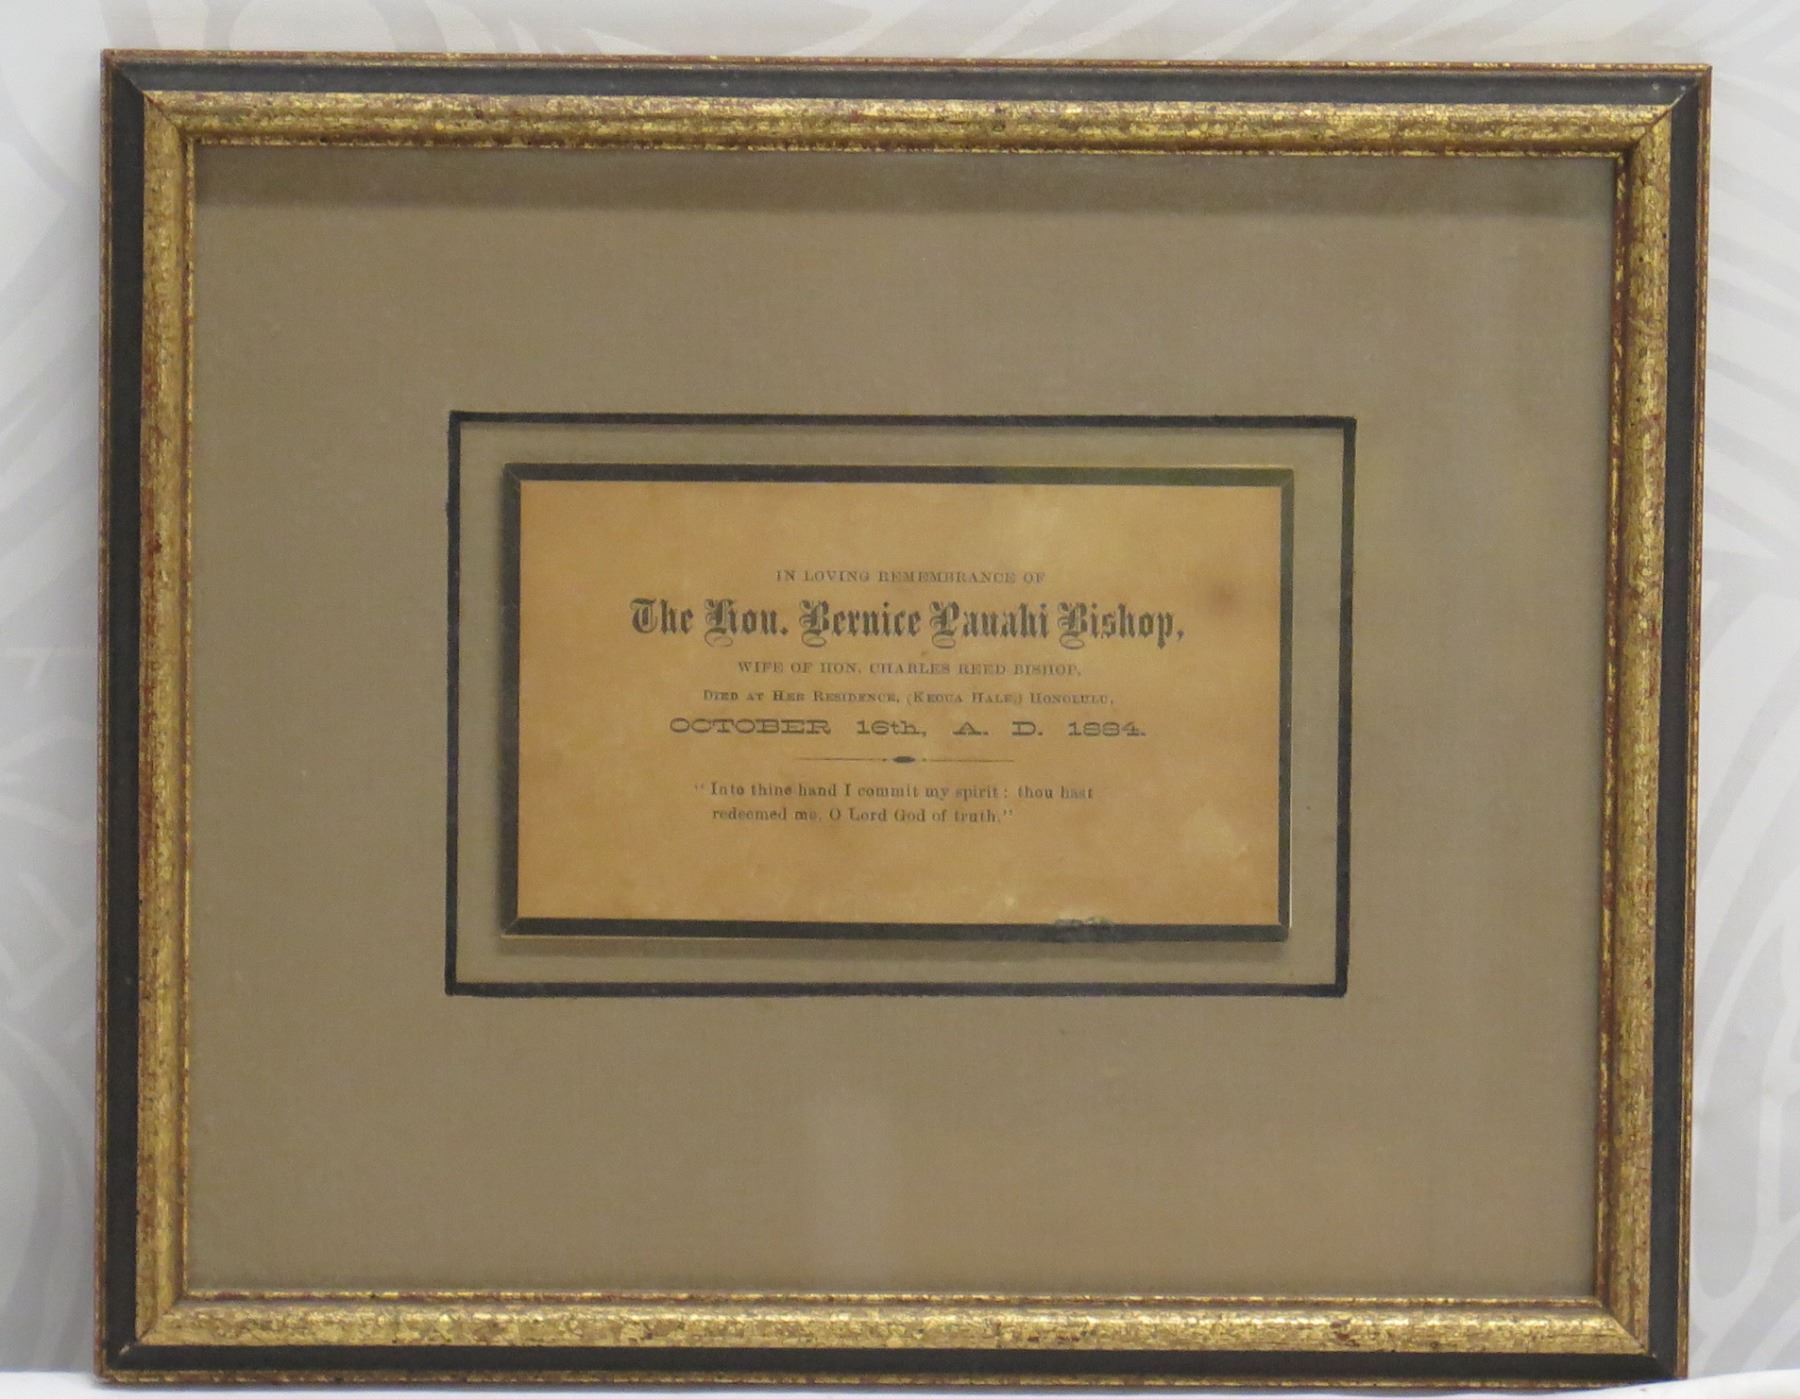 IN LOVING REMEMBRANCE OF
The Hon. Bernice Pauahi Bishop,
WIFE OF HON. CHARLES REED BISHOP,
DIED AT HER RESIDENCE, (KEOUA HALE,) HONOLULU,
OCTOBER 16th, A. D. 1884.
"Into thine hand I commit my spirit: thou hast
redeemed me, O Lord God of truth."